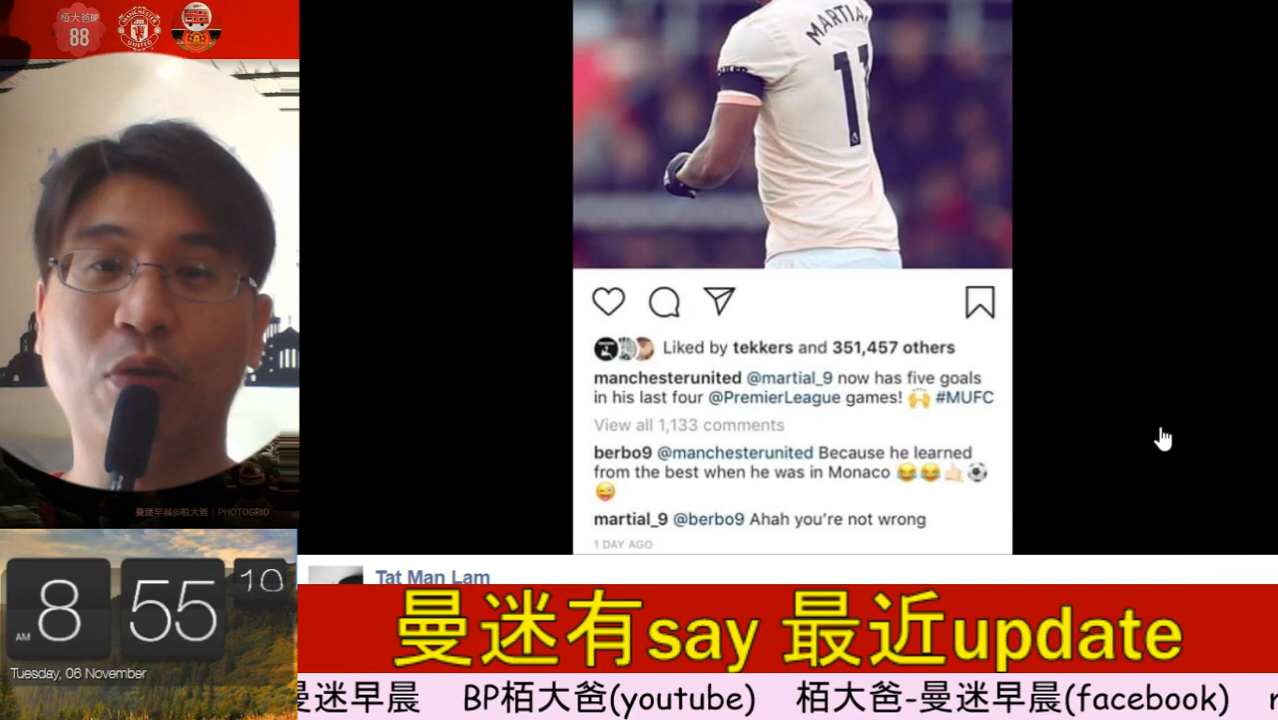 栢大爸
88
MANCHESTER
UNITED
MARTIAL
11
Liked by tekkers and 351,457 others
manchesterunited @martial_9 now has five goals
in his last four @PremierLeague games! 🙌 #MUFC
View all 1,133 comments
berbo9 @manchesterunited Because he learned
from the best when he was in Monaco 😂😂🤙🏻⚽
😜
martial_9 @berbo9 Ahah you're not wrong
1 DAY AGO
Tat Man Lam
曼迷早晨@栢大爸 | PHOTOGRID
AM 8 55 10
Tuesday, 06 November
曼迷有say 最近update
曼迷早晨 BP栢大爸(youtube) 栢大爸-曼迷早晨(facebook)